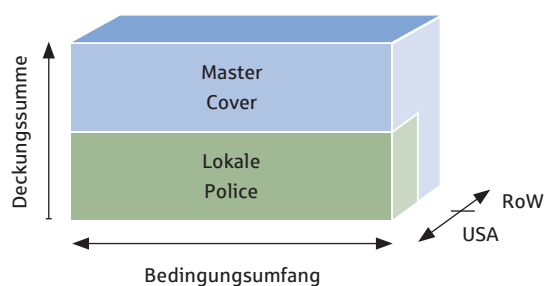 Deckungssumme
Master
Cover
Lokale
Police
RoW
USA
Bedingungsumfang